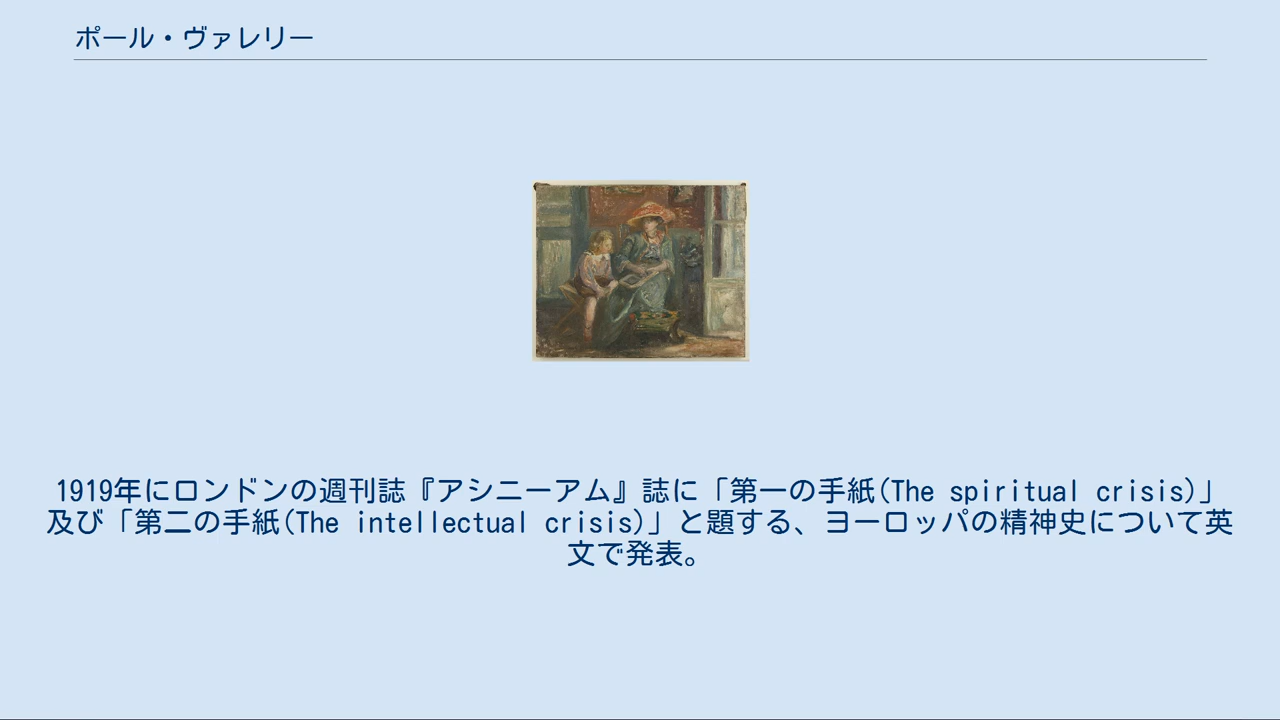 ポール・ヴァレリー
1919年にロンドンの週刊誌『アシニーアム』誌に「第一の手紙(The spiritual crisis)」
及び「第二の手紙(The intellectual crisis)」と題する、ヨーロッパの精神史について英
文で発表。